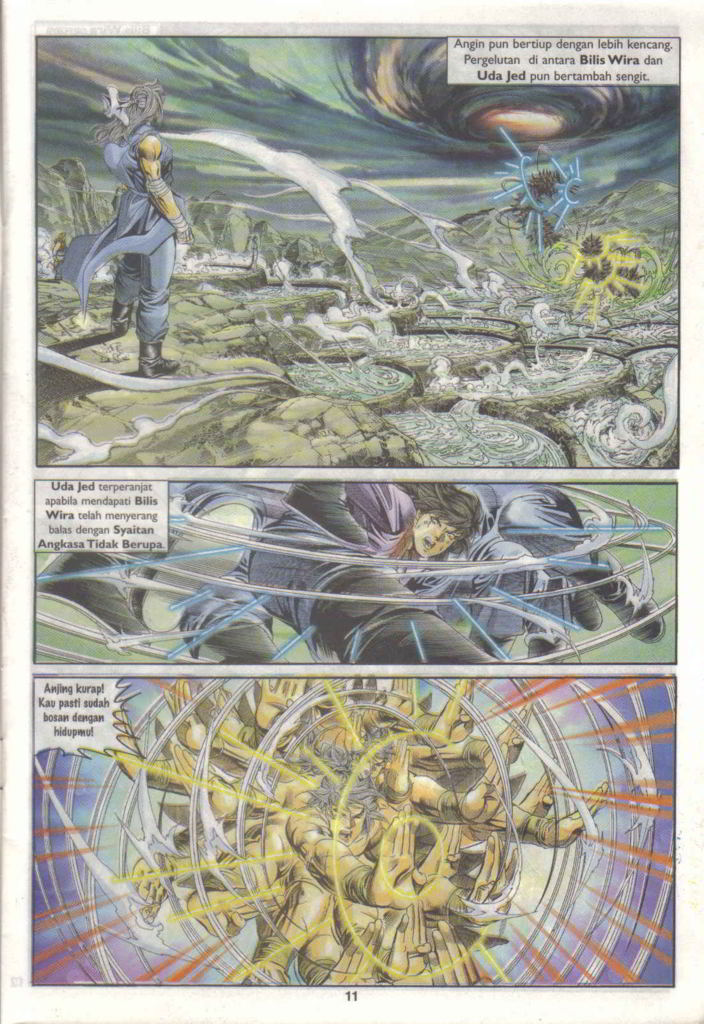 Angin pun bertiup dengan lebih kencang.
Pergelutan di antara Bilis Wira dan
Uda Jed pun bertambah sengit.
Uda Jed terperanjat
apabila mendapati Bilis
Wira telah menyerang
balas dengan Syaitan
Angkasa Tidak Berupa.
Anjing kurap!
Kau pasti sudah
bosan dengan
hidupmu!
11